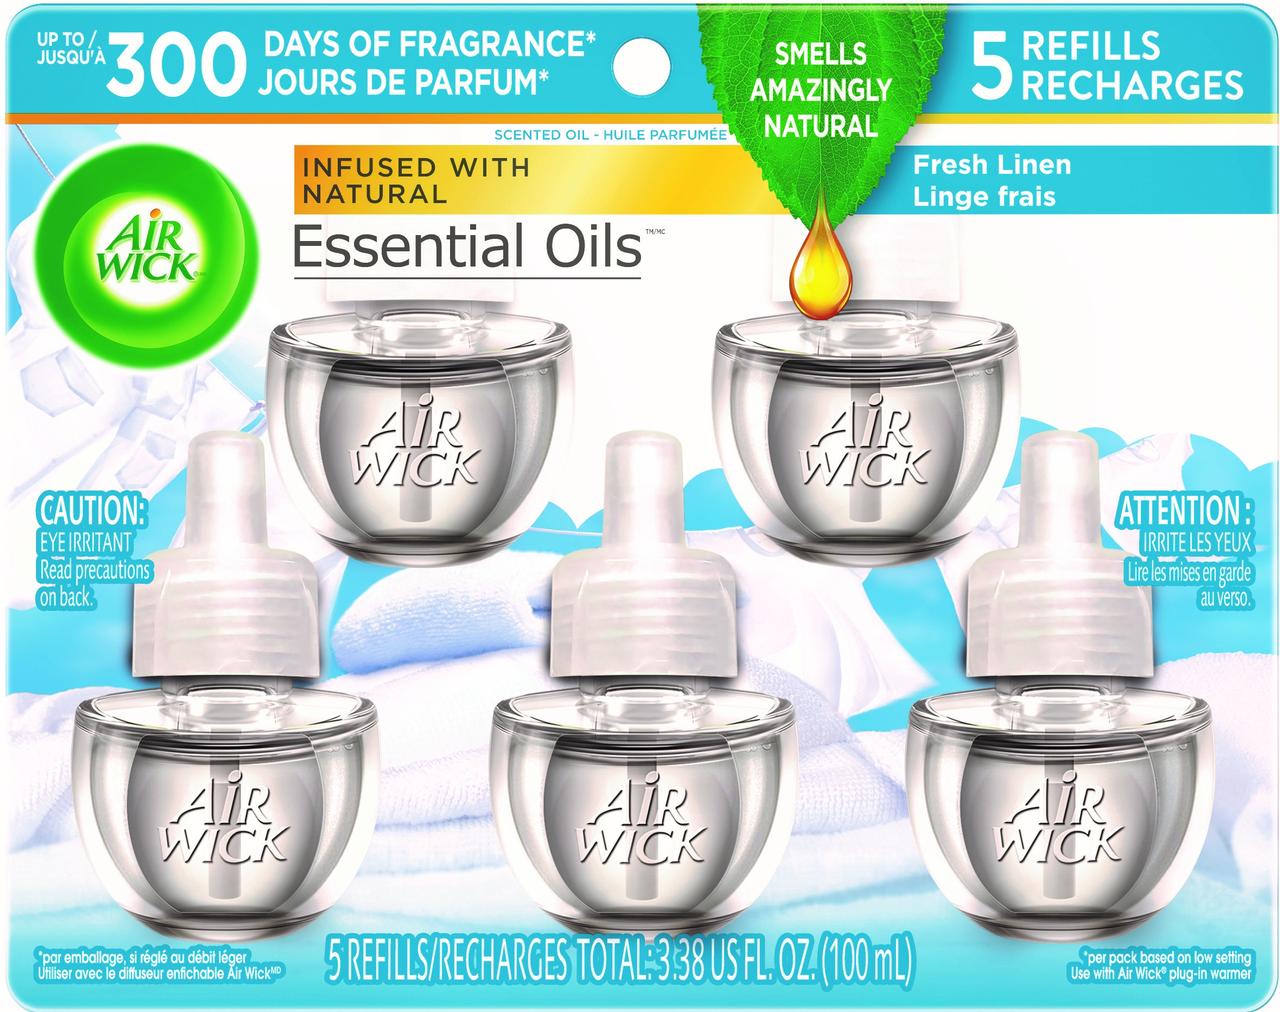 UP TO /
JUSQU'À
300
DAYS OF FRAGRANCE*
JOURS DE PARFUM*
SMELLS
AMAZINGLY
NATURAL
5
REFILLS
RECHARGES
SCENTED OIL - HUILE PARFUMÉE
INFUSED WITH
NATURAL
Essential Oils TM/MC
Fresh Linen
Linge frais
AiR
WICK®
AiR
WICK
AiR
WICK
CAUTION:
EYE IRRITANT
Read precautions
on back.
ATTENTION :
IRRITE LES YEUX
Lire les mises en garde
au verso.
AiR
WICK
AiR
WICK
AiR
WICK
*par emballage, si réglé au débit léger
Utiliser avec le diffuseur enfichable Air WickMD
5 REFILLS/RECHARGES TOTAL: 3.38 US FL. OZ. (100 mL)
*per pack based on low setting
Use with Air Wick® plug-in warmer